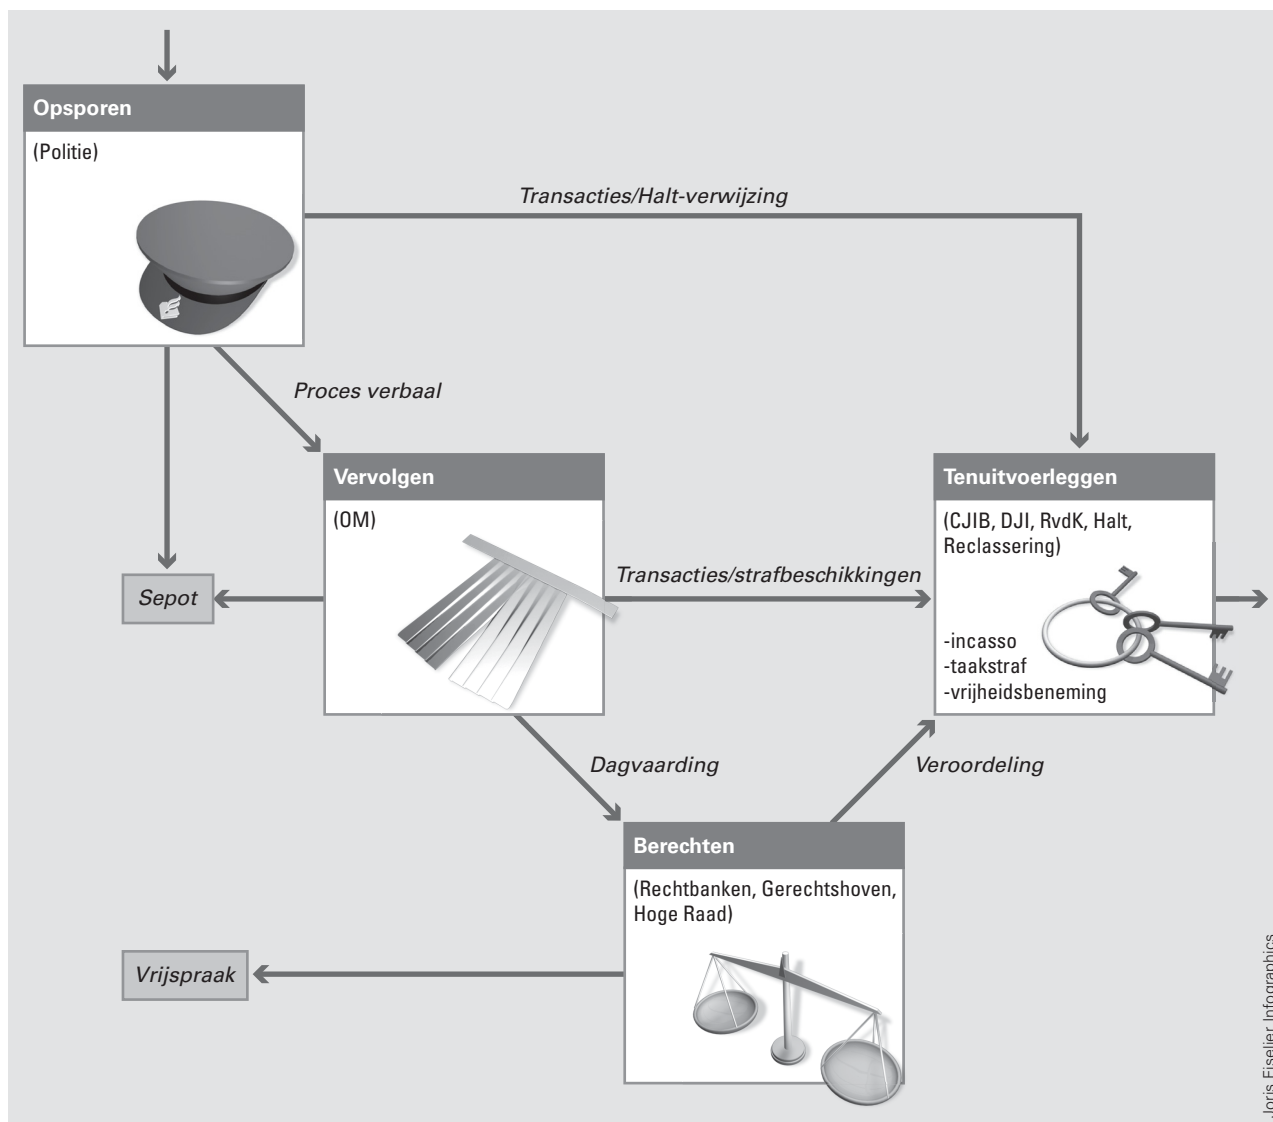 Opsporen
(Politie)
Transacties/Halt-verwijzing
Proces verbaal
Vervolgen
(OM)
Tenuitvoerleggen
(CJIB, DJI, RvdK, Halt,
Reclassering)
Sepot
Transacties/strafbeschikkingen
-incasso
-taakstraf
-vrijheidsbeneming
Dagvaarding
Veroordeling
Berechten
(Rechtbanken, Gerechtshoven,
Hoge Raad)
Vrijspraak
Joris Fiselier Infographics